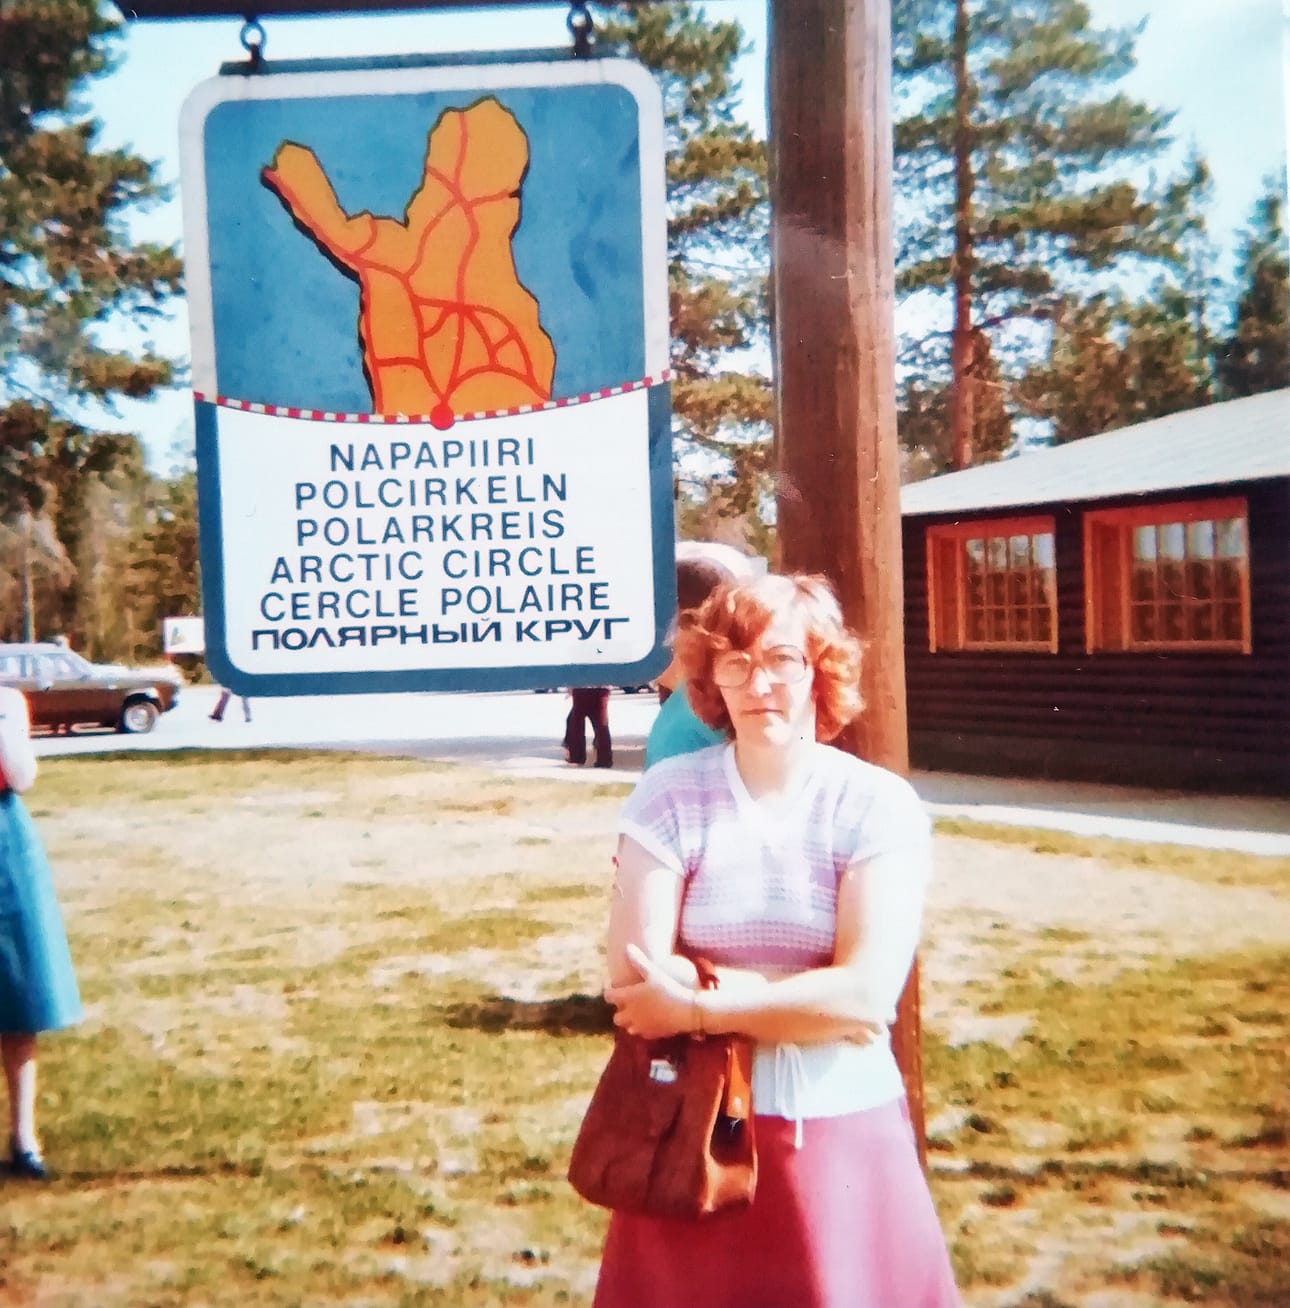 NAPAPIIRI
POLCIRKELN
POLARKREIS
ARCTIC CIRCLE
CERCLE POLAIRE
ПОЛЯРНЫЙ КРУГ